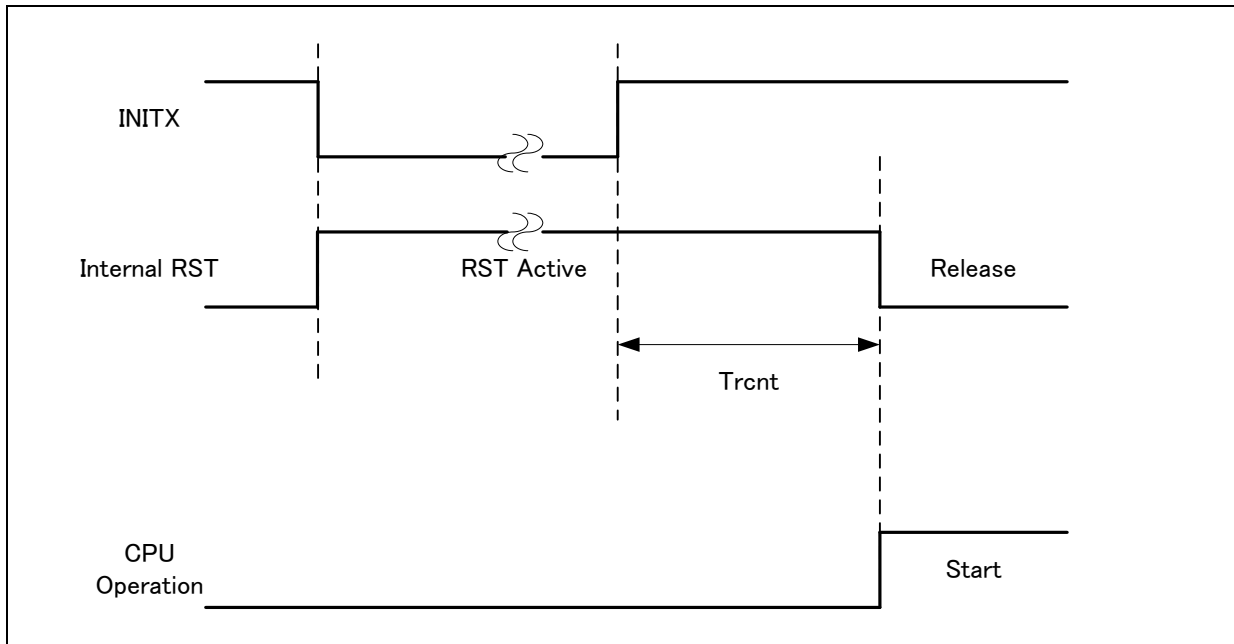 INITX
Internal RST
RST Active
Release
Trcnt
CPU
Operation
Start